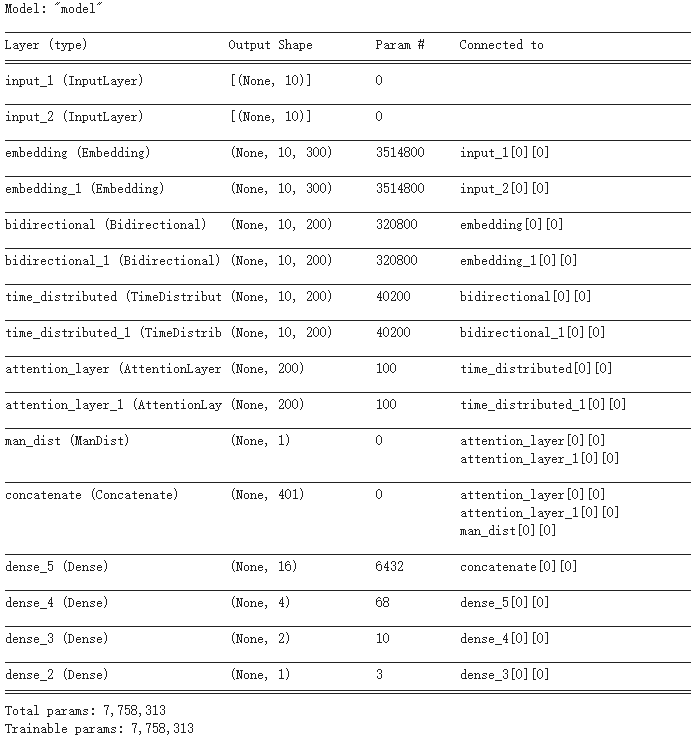 Model: "model"
Layer (type) Output Shape Param # Connected to
input_1 (InputLayer) [(None, 10)] 0
input_2 (InputLayer) [(None, 10)] 0
embedding (Embedding) (None, 10, 300) 3514800 input_1[0][0]
embedding_1 (Embedding) (None, 10, 300) 3514800 input_2[0][0]
bidirectional (Bidirectional) (None, 10, 200) 320800 embedding[0][0]
bidirectional_1 (Bidirectional) (None, 10, 200) 320800 embedding_1[0][0]
time_distributed (TimeDistribut (None, 10, 200) 40200 bidirectional[0][0]
time_distributed_1 (TimeDistrib (None, 10, 200) 40200 bidirectional_1[0][0]
attention_layer (AttentionLayer (None, 200) 100 time_distributed[0][0]
attention_layer_1 (AttentionLay (None, 200) 100 time_distributed_1[0][0]
man_dist (ManDist) (None, 1) 0 attention_layer[0][0]
attention_layer_1[0][0]
concatenate (Concatenate) (None, 401) 0 attention_layer[0][0]
attention_layer_1[0][0]
man_dist[0][0]
dense_5 (Dense) (None, 16) 6432 concatenate[0][0]
dense_4 (Dense) (None, 4) 68 dense_5[0][0]
dense_3 (Dense) (None, 2) 10 dense_4[0][0]
dense_2 (Dense) (None, 1) 3 dense_3[0][0]
Total params: 7,758,313
Trainable params: 7,758,313